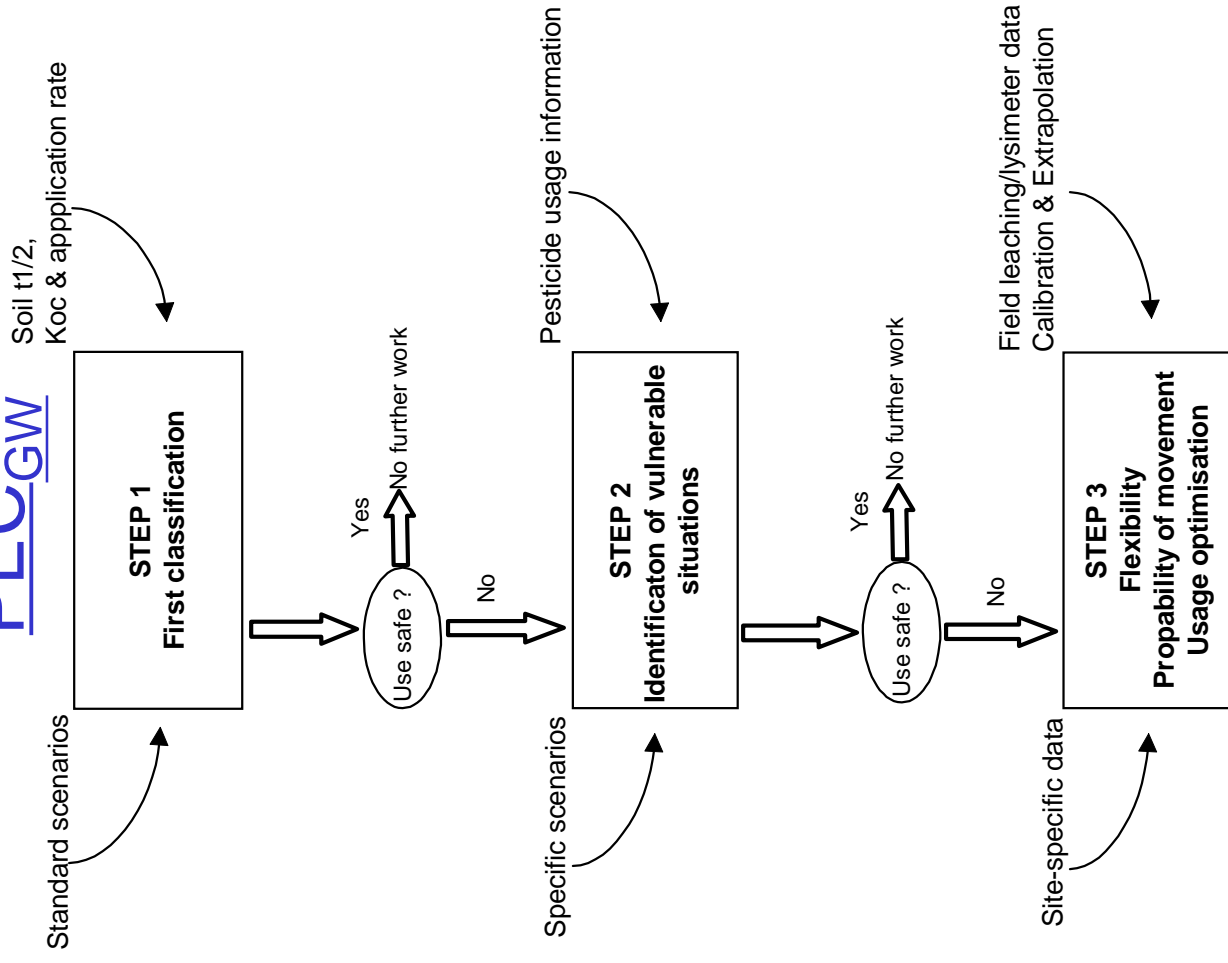 PECGW
Standard scenarios
Soil t1/2,
Koc & appplication rate
STEP 1
First classification
Use safe ?
Yes
No further work
No
Specific scenarios
Pesticide usage information
STEP 2
Identificaton of vulnerable
situations
Use safe ?
Yes
No further work
No
Site-specific data
Field leaching/lysimeter data
Calibration & Extrapolation
STEP 3
Flexibility
Propability of movement
Usage optimisation